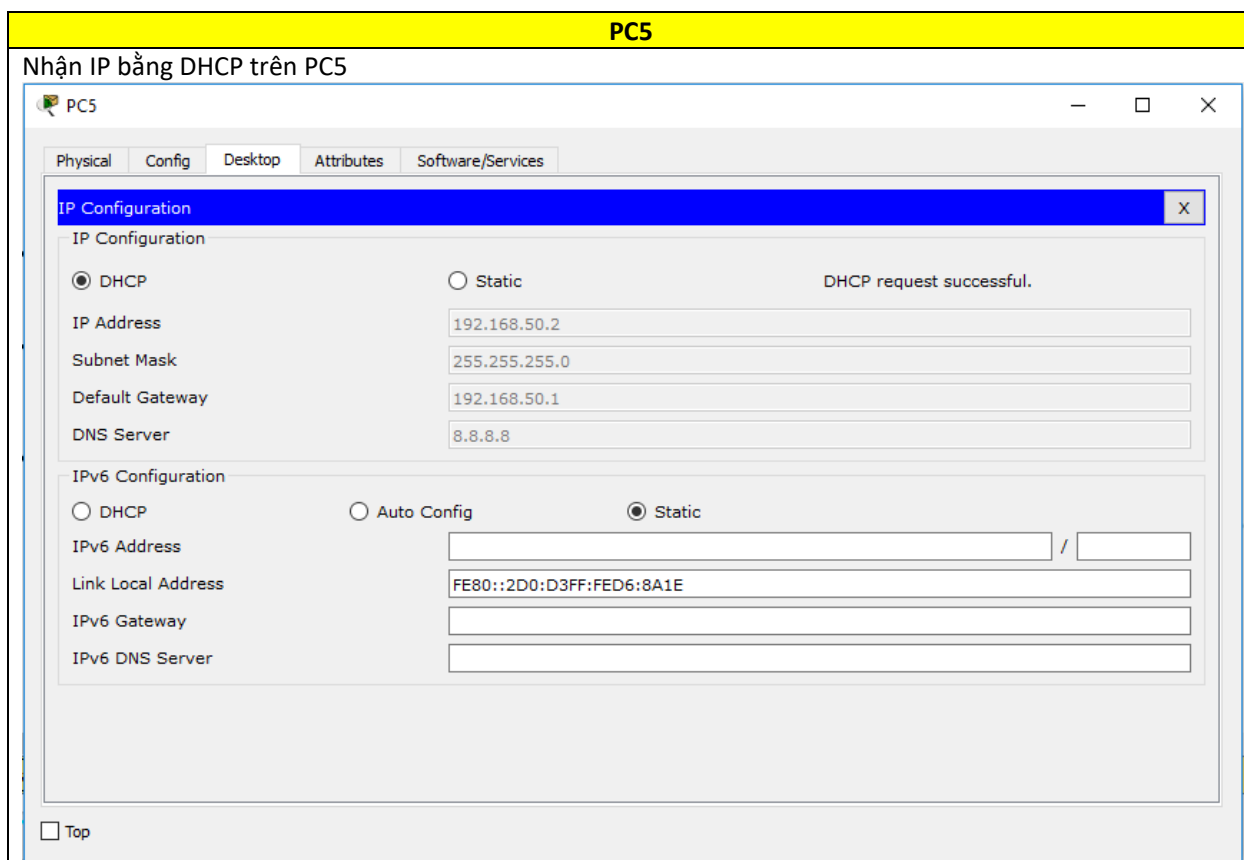 PC5
Nhận IP bằng DHCP trên PC5
PC5
Physical Config Desktop Attributes Software/Services
IP Configuration X
IP Configuration
DHCP Static DHCP request successful.
IP Address 192.168.50.2
Subnet Mask 255.255.255.0
Default Gateway 192.168.50.1
DNS Server 8.8.8.8
IPv6 Configuration
DHCP Auto Config Static
IPv6 Address /
Link Local Address FE80::2D0:D3FF:FED6:8A1E
IPv6 Gateway
IPv6 DNS Server
Top